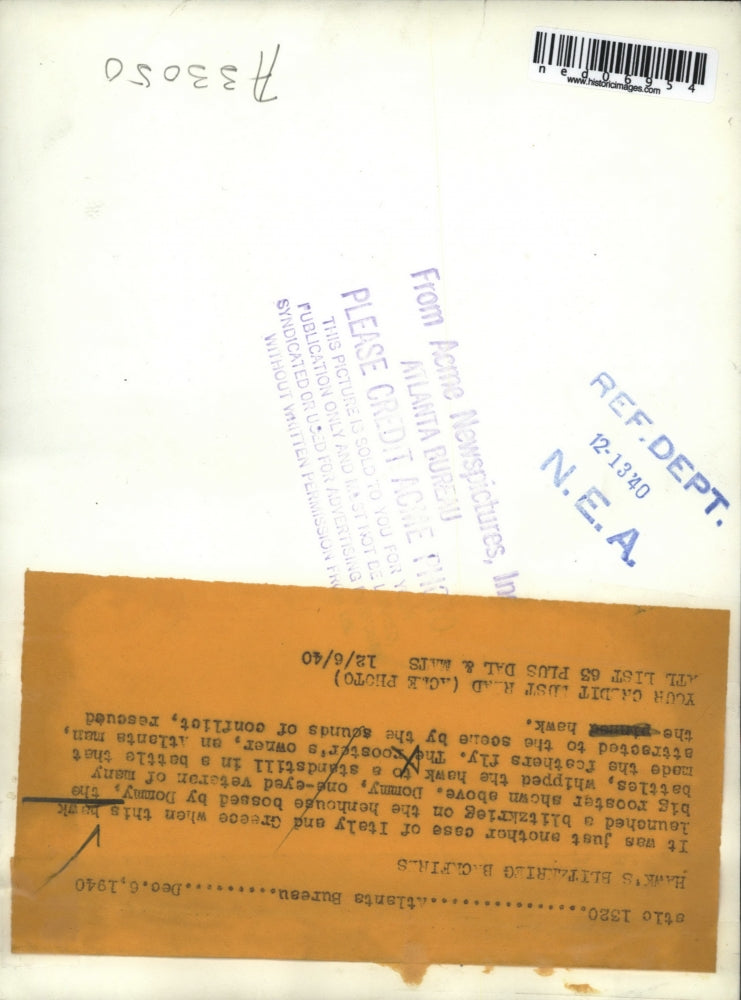 A33050
ned06954
www.historicimages.com
From Acme Newspictures, In
ATLANTA BUREAU
PLEASE CREDIT ACME PHO
THIS PICTURE IS SOLD TO YOU FOR Y
PUBLICATION ONLY AND MUST NOT BE
SYNDICATED OR USED FOR ADVERTISING
WITHOUT WRITTEN PERMISSION FR
REF. DEPT.
12-13'40
N. E. A.
atlc 1320.................Atlanta Bureau...........Dec.6,1940
HAWK'S BLITZKRIEG BACKFIRES
It was just another case of Italy and Greece when this hawk
launched a blitzkrieg on the henhouse bossed by Dommy, the
big rooster shown above. Dommy, one-eyed veteran of many
battles, whipped the hawk to a standstill in a battle that
made the feathers fly. The rooster's owner, an Atlanta man,
attracted to the scene by the sounds of conflict, rescued
the hawk.
YOUR CREDIT MUST READ (ACME PHOTO)
ATL LIST 65 PLUS DAL & MATS 12/6/40